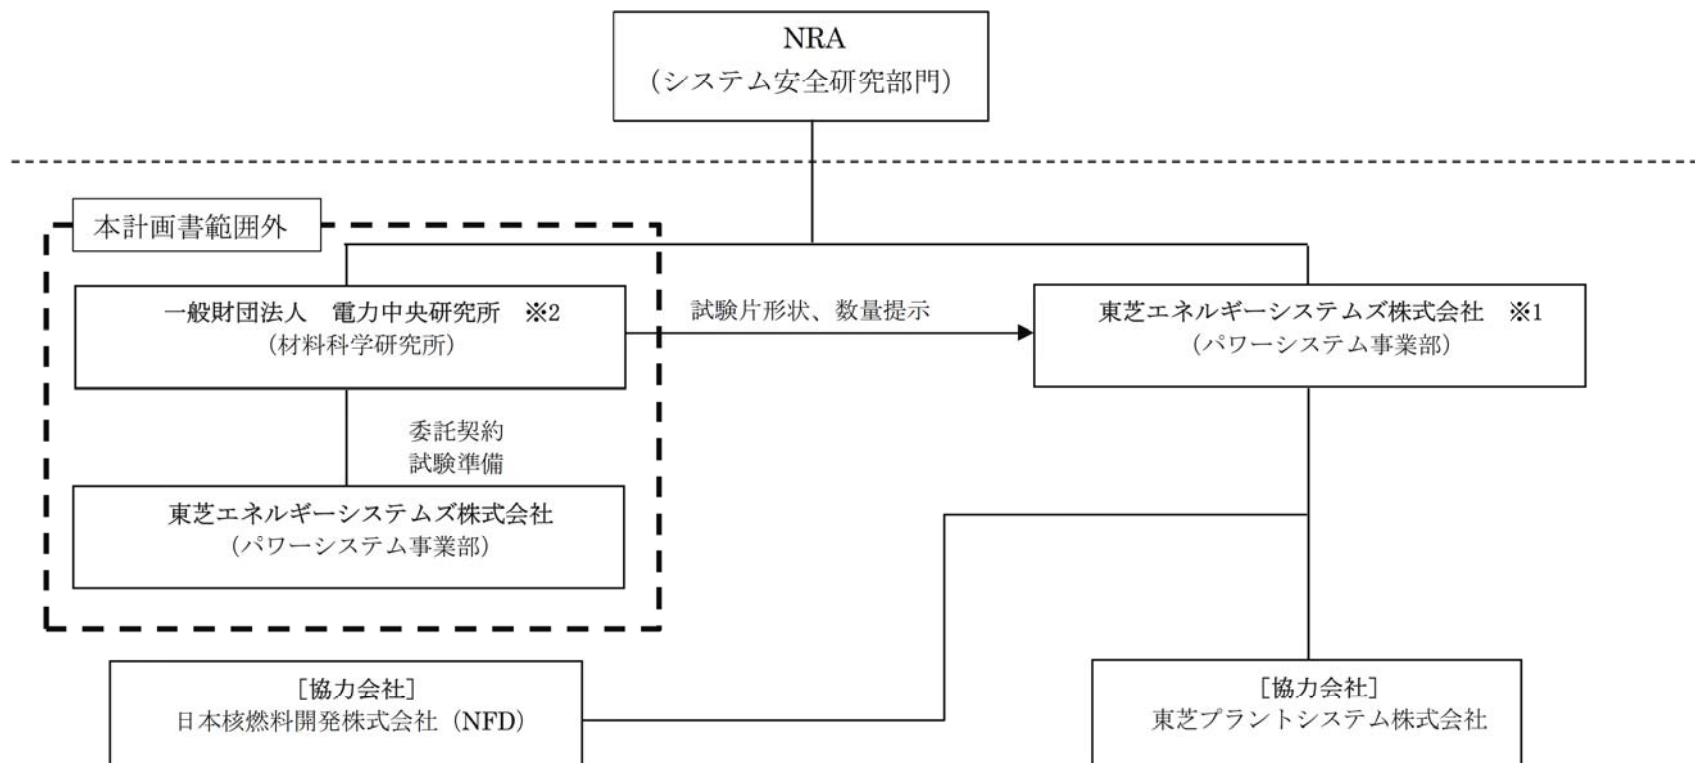 NRA
（システム安全研究部門）
本計画書範囲外
一般財団法人　電力中央研究所　※2
（材料科学研究所）
試験片形状、数量提示
東芝エネルギーシステムズ株式会社　※1
（パワーシステム事業部）
委託契約
試験準備
東芝エネルギーシステムズ株式会社
（パワーシステム事業部）
［協力会社］
日本核燃料開発株式会社（NFD）
［協力会社］
東芝プラントシステム株式会社